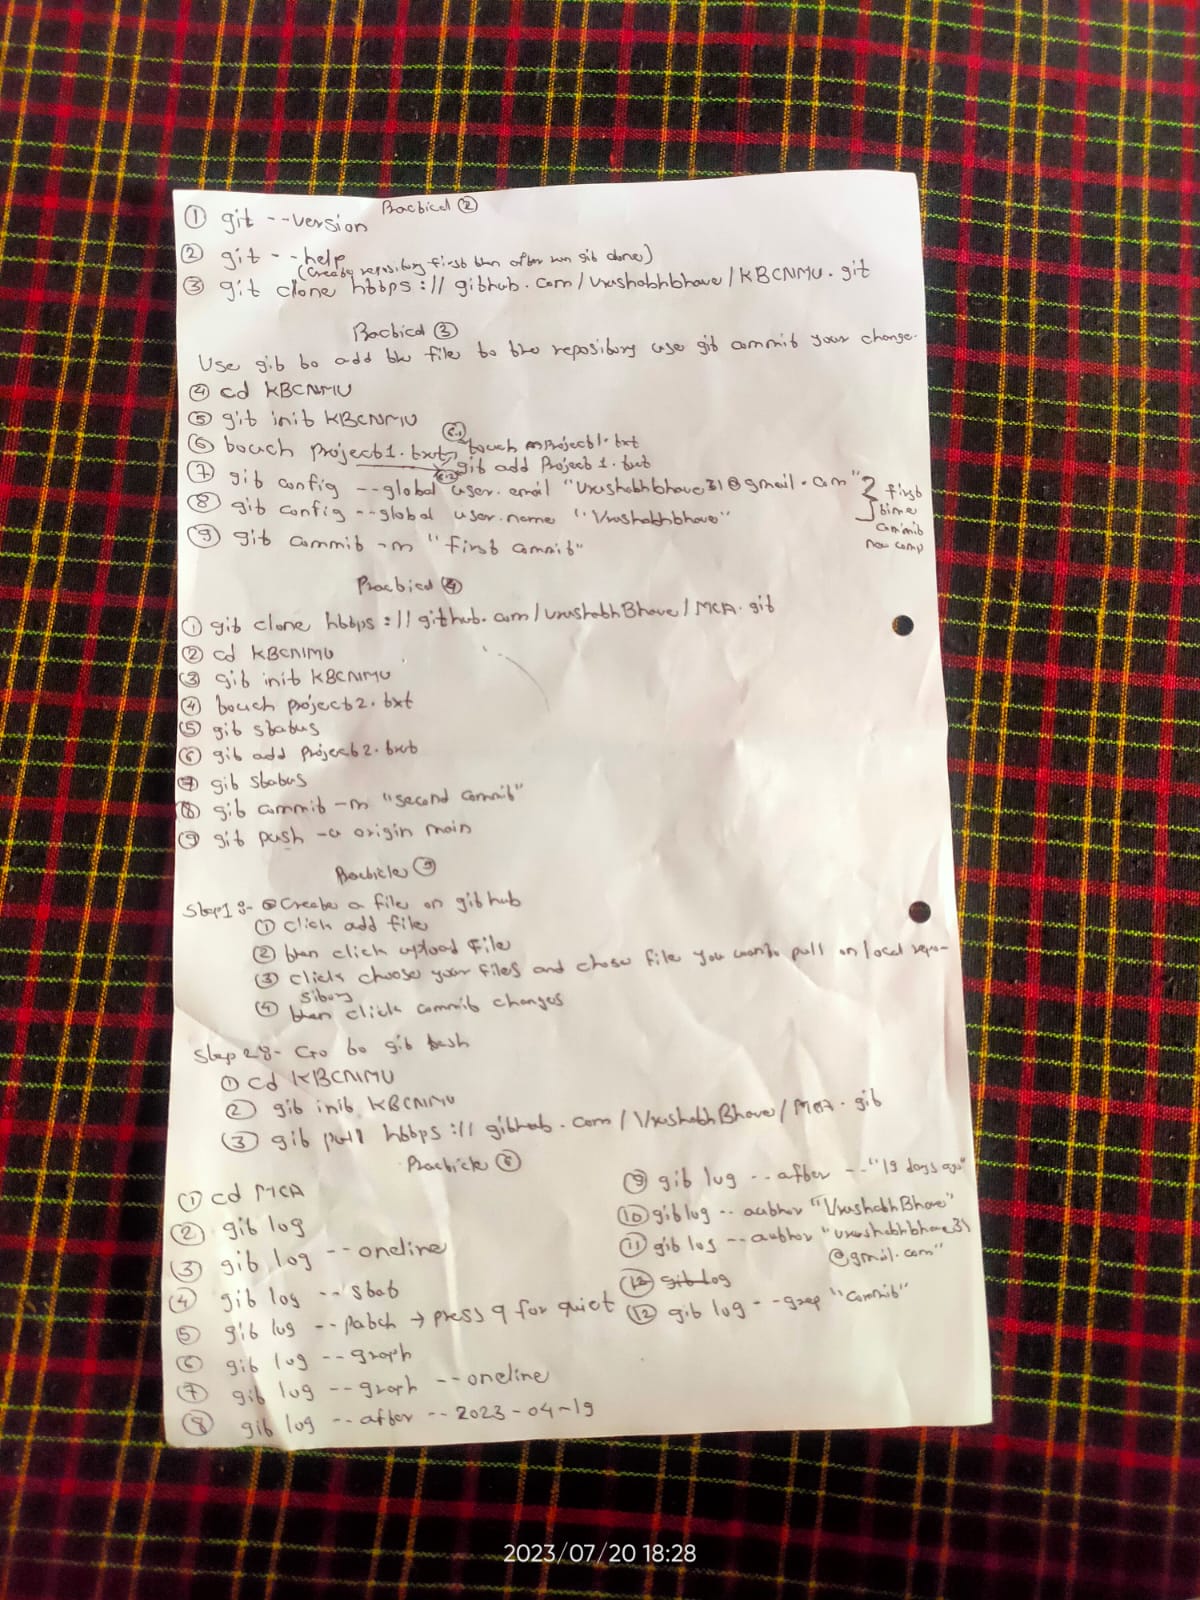 Practical ②
① git --version
② git --help
(Create repository first then after run git clone)
③ git clone https://github.com/vrushabhbhave/KBCNMU.git
Practical ③
Use git to add the file to the repository use git commit your change.
④ cd KBCNMU
⑤ git init KBCNMU
⑥ touch Project1.txt, 6.1 touch Project1.txt
6.2 git add Project1.txt
⑦ git config --global user.email "vrushabhbhave31@gmail.com"
⑧ git config --global user.name "Vrushabhbhave"
first time commit new comp
⑨ git commit -m "first commit"
Practical ④
① git clone https://github.com/vrushabhBhave/MCA.git
② cd KBCNMU
③ git init KBCNMU
④ touch project2.txt
⑤ git status
⑥ git add Project2.txt
⑦ git status
⑧ git commit -m "second commit"
⑨ git push -u origin main
Practicle
Step1:- Create a file on github
① click add file
② then click upload file
③ click choose your files and chose file you want to pull on local repo-
sitory
④ then click commit changes
Step 2:- Go to git bash
① cd KBCNMU
② git init KBCNMU
③ git pull https://github.com/VrushabhBhave/MCA.git
Practicle ⑥
① cd MCA
② git log
③ git log --oneline
④ git log --stat
⑤ git log --patch → press q for quiet
⑥ git log --graph
⑦ git log --graph --oneline
⑧ git log --after --2023-04-19
⑨ git log --after --"19 days ago"
⑩ git log --author "VrushabhBhave"
⑪ git log --author "vrushabhbhave31
@gmail.com"
⑫ git log
⑫ git log --grep "commit"
2023/07/20 18:28